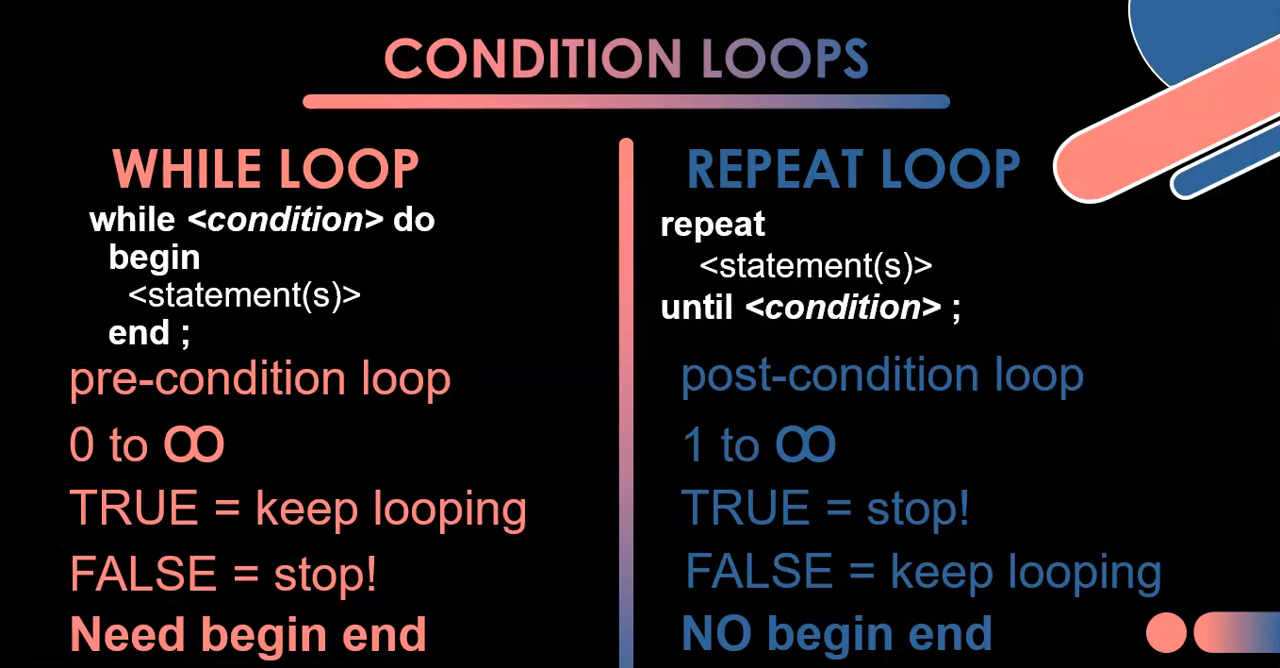 CONDITION LOOPS
WHILE LOOP
while <condition> do
begin
<statement(s)>
end ;
pre-condition loop
0 to ꝏ
TRUE = keep looping
FALSE = stop!
Need begin end
REPEAT LOOP
repeat
<statement(s)>
until <condition> ;
post-condition loop
1 to ꝏ
TRUE = stop!
FALSE = keep looping
NO begin end